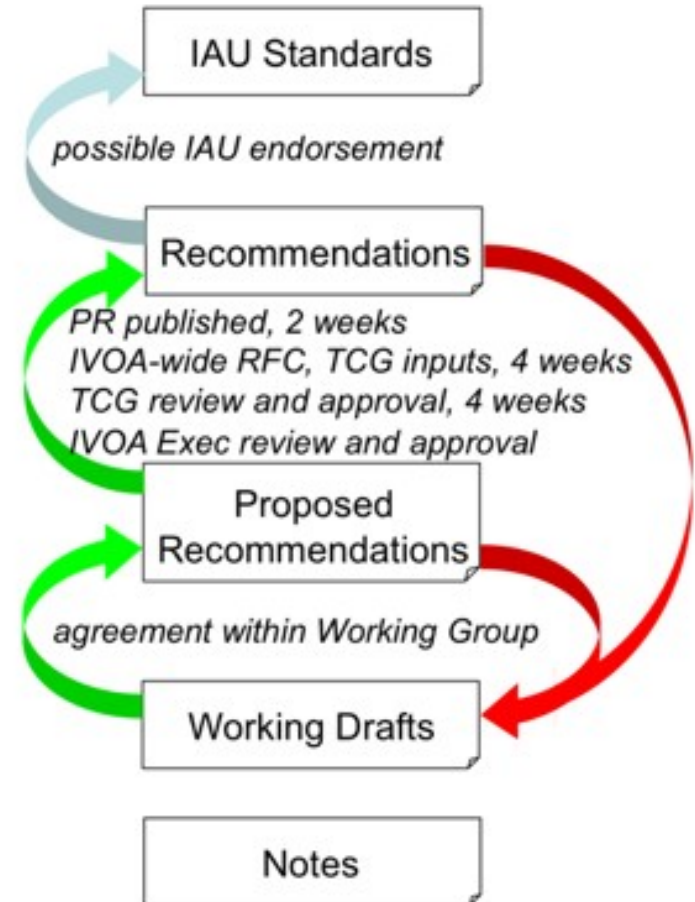 IAU Standards
possible IAU endorsement
Recommendations
PR published, 2 weeks
IVOA-wide RFC, TCG inputs, 4 weeks
TCG review and approval, 4 weeks
IVOA Exec review and approval
Proposed
Recommendations
agreement within Working Group
Working Drafts
Notes